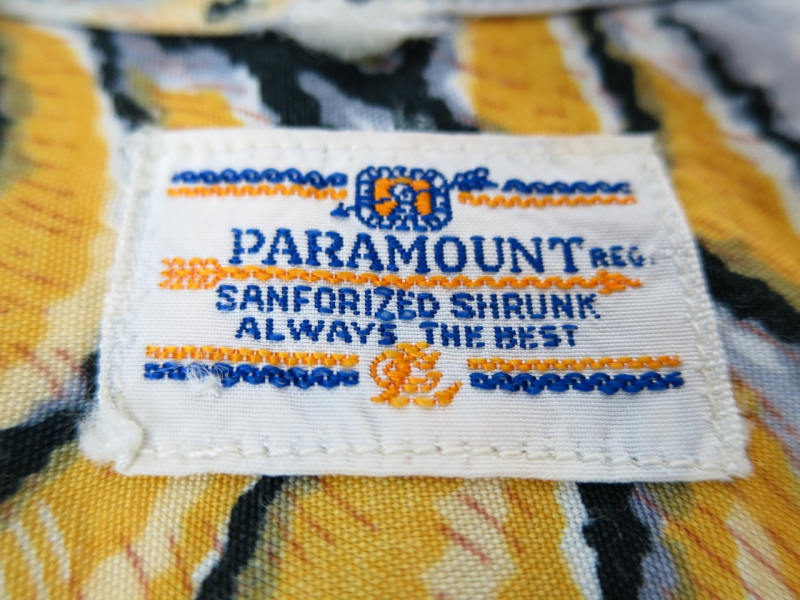 PARAMOUNT REG.
SANFORIZED SHRUNK
ALWAYS THE BEST